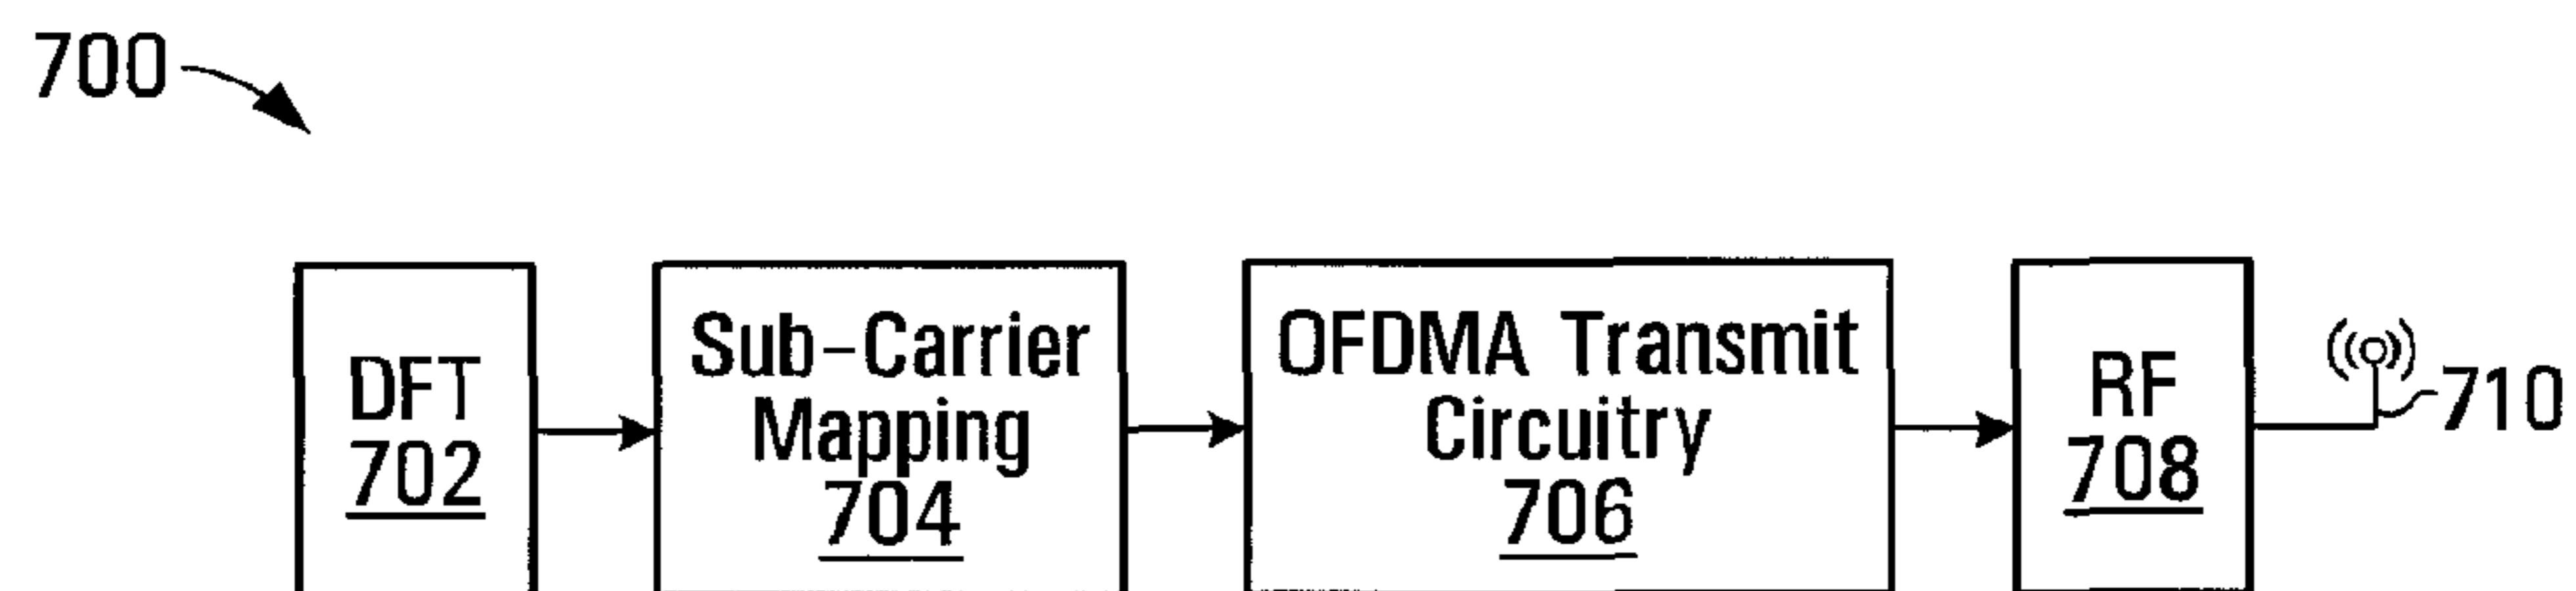 700
DFT
702
Sub-Carrier
Mapping
704
OFDMA Transmit
Circuitry
706
RF
708
710